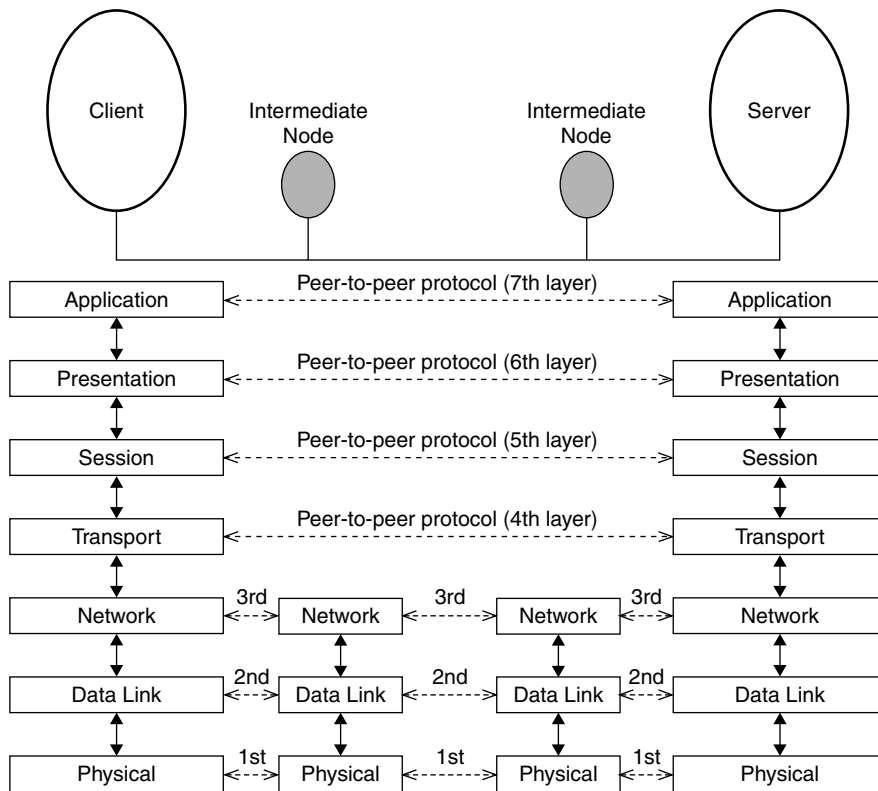 Client
Intermediate
Node
Intermediate
Node
Server
Peer-to-peer protocol (7th layer)
Application
Application
Peer-to-peer protocol (6th layer)
Presentation
Presentation
Peer-to-peer protocol (5th layer)
Session
Session
Peer-to-peer protocol (4th layer)
Transport
Transport
3rd
3rd
3rd
Network
Network
Network
Network
2nd
2nd
2nd
Data Link
Data Link
Data Link
Data Link
1st
1st
1st
Physical
Physical
Physical
Physical